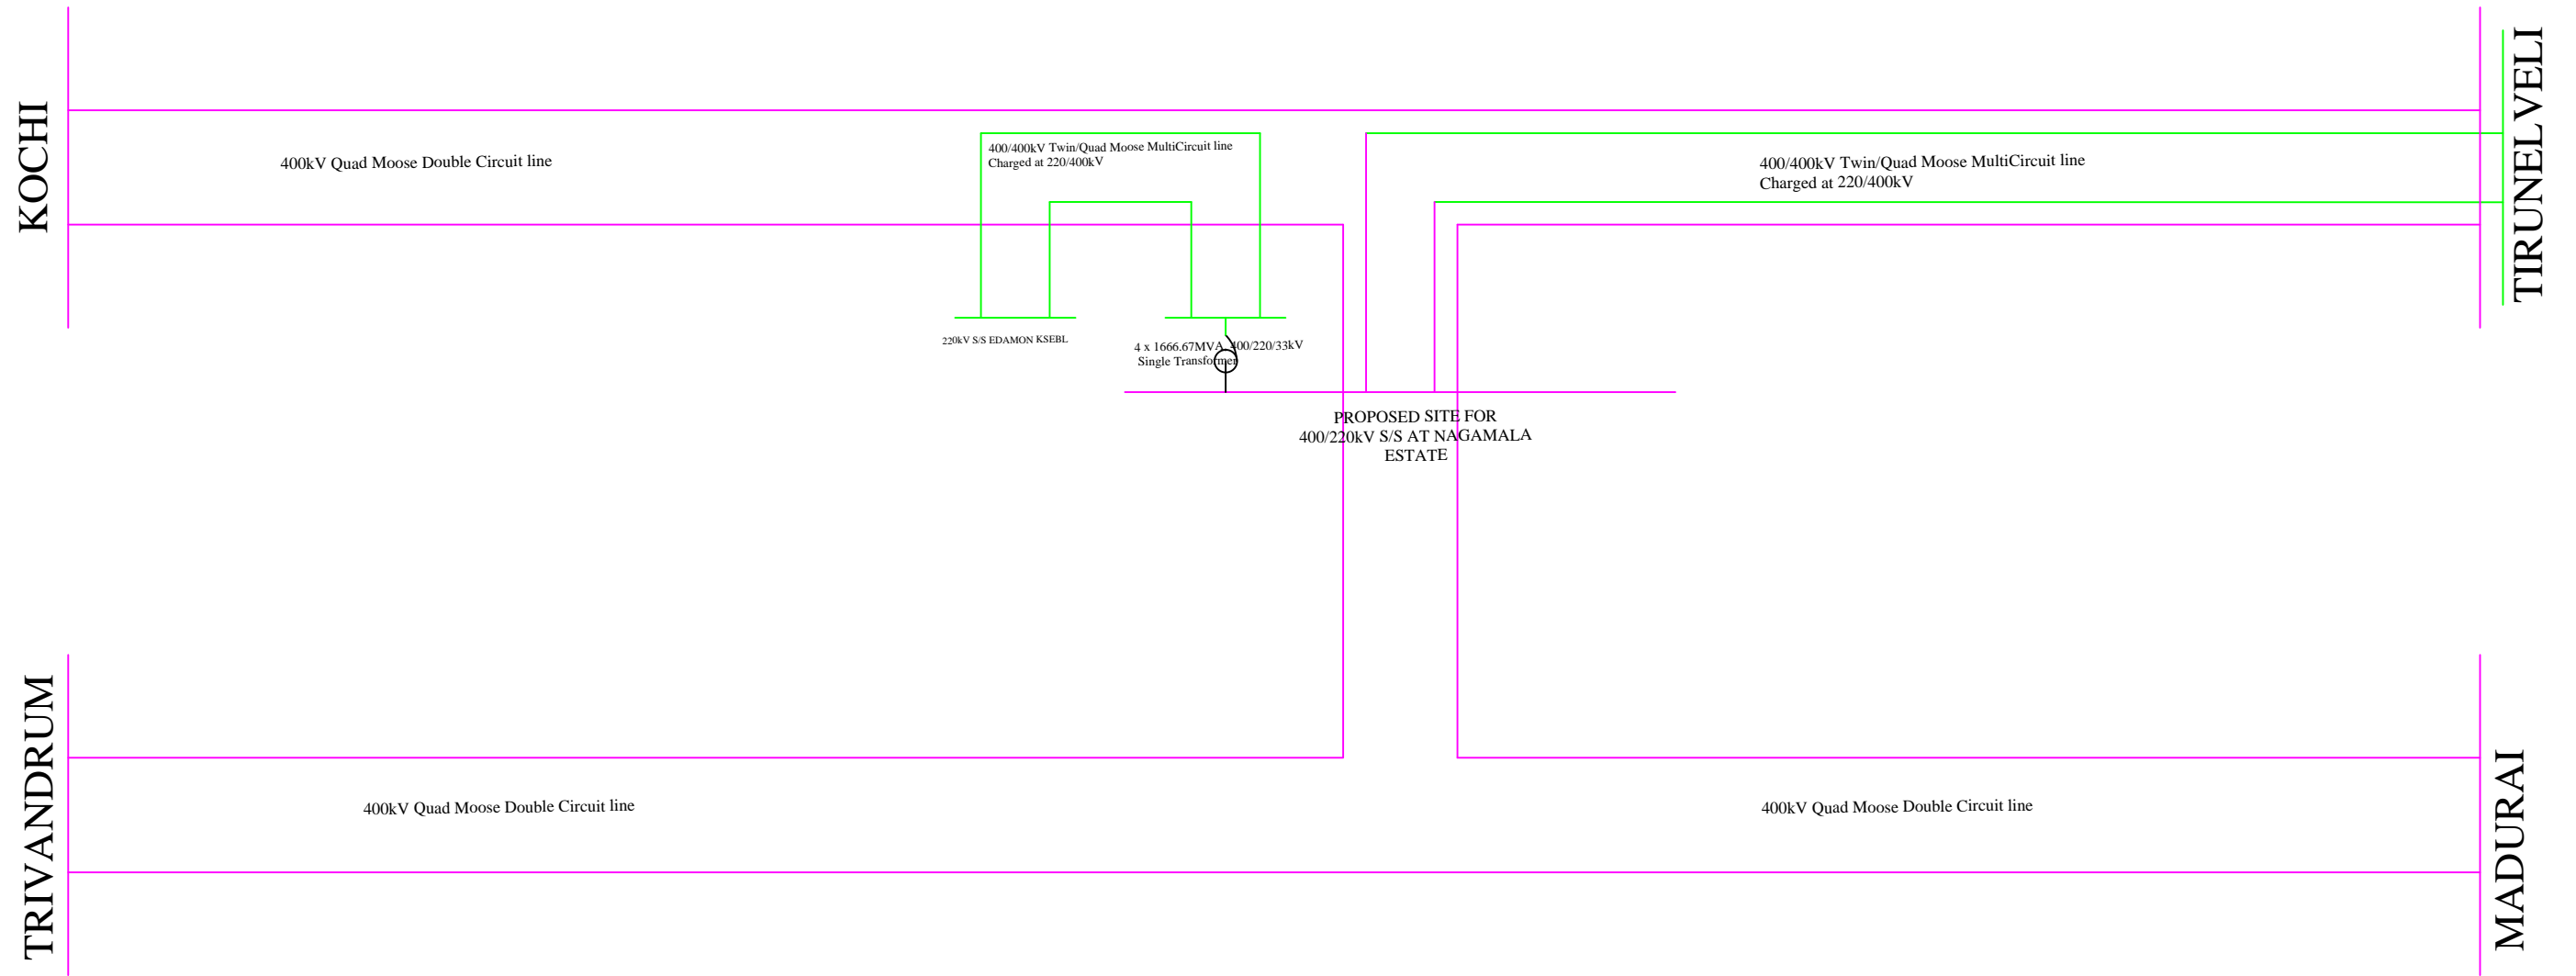 KOCHI
400kV Quad Moose Double Circuit line
400/400kV Twin/Quad Moose MultiCircuit line
Charged at 220/400kV
400/400kV Twin/Quad Moose MultiCircuit line
Charged at 220/400kV
TIRUNELVELI
220kV S/S EDAMON KSEBL
4 x 1666.67MVA, 400/220/33kV
Single Transformer
PROPOSED SITE FOR
400/220kV S/S AT NAGAMALA
ESTATE
TRIVANDRUM
400kV Quad Moose Double Circuit line
400kV Quad Moose Double Circuit line
MADURAI